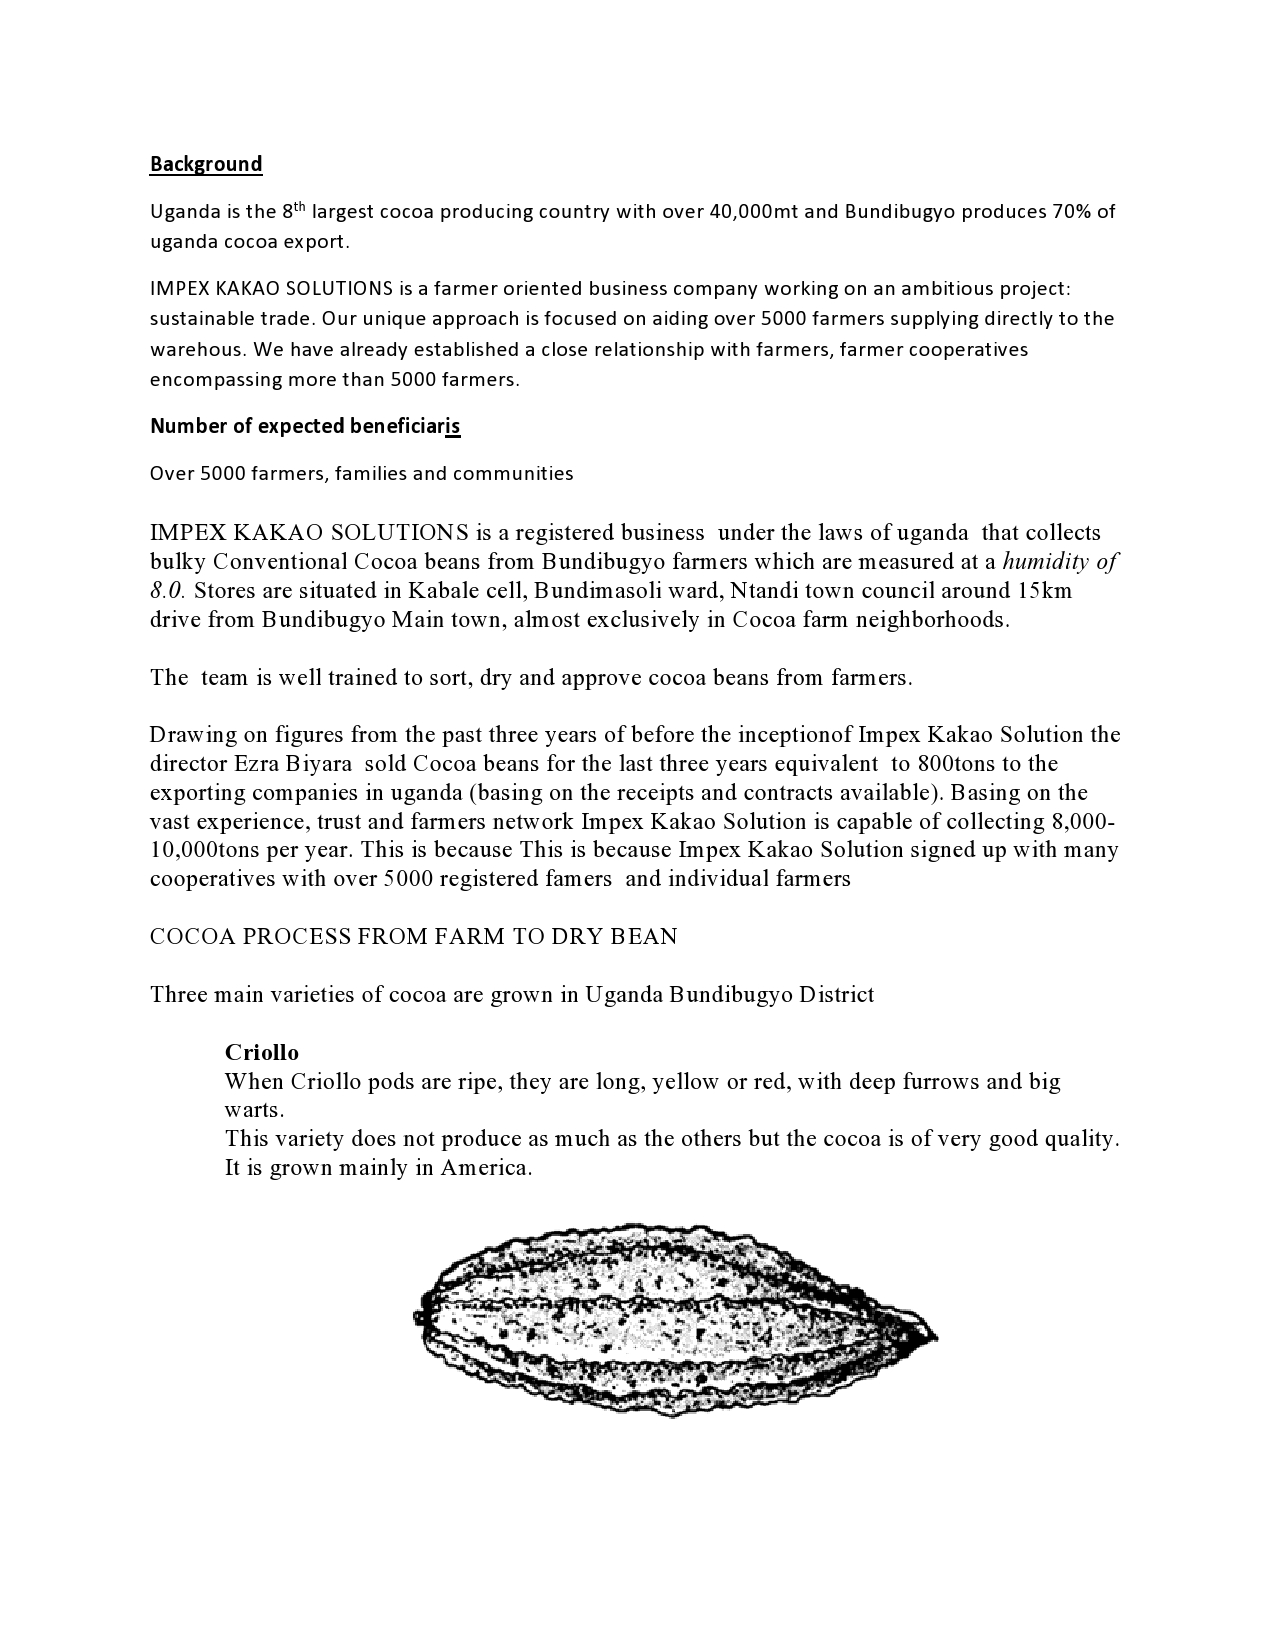 Background
Uganda is the 8th largest cocoa producing country with over 40,000mt and Bundibugyo produces 70% of
uganda cocoa export.
IMPEX KAKAO SOLUTIONS is a farmer oriented business company working on an ambitious project:
sustainable trade. Our unique approach is focused on aiding over 5000 farmers supplying directly to the
warehous. We have already established a close relationship with farmers, farmer cooperatives
encompassing more than 5000 farmers.
Number of expected beneficiaris
Over 5000 farmers, families and communities
IMPEX KAKAO SOLUTIONS is a registered business  under the laws of uganda  that collects
bulky Conventional Cocoa beans from Bundibugyo farmers which are measured at a humidity of
8.0. Stores are situated in Kabale cell, Bundimasoli ward, Ntandi town council around 15km
drive from Bundibugyo Main town, almost exclusively in Cocoa farm neighborhoods.
The  team is well trained to sort, dry and approve cocoa beans from farmers.
Drawing on figures from the past three years of before the inceptionof Impex Kakao Solution the
director Ezra Biyara  sold Cocoa beans for the last three years equivalent  to 800tons to the
exporting companies in uganda (basing on the receipts and contracts available). Basing on the
vast experience, trust and farmers network Impex Kakao Solution is capable of collecting 8,000-
10,000tons per year. This is because This is because Impex Kakao Solution signed up with many
cooperatives with over 5000 registered famers  and individual farmers
COCOA PROCESS FROM FARM TO DRY BEAN
Three main varieties of cocoa are grown in Uganda Bundibugyo District
Criollo
When Criollo pods are ripe, they are long, yellow or red, with deep furrows and big
warts.
This variety does not produce as much as the others but the cocoa is of very good quality.
It is grown mainly in America.